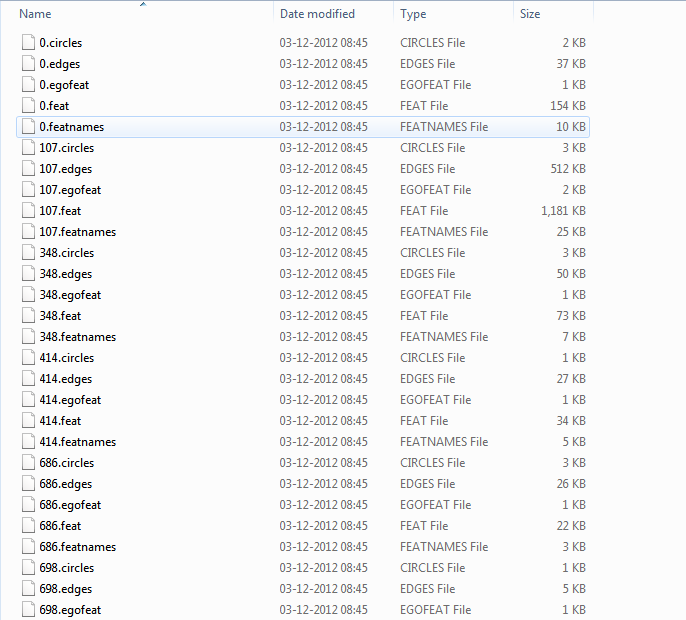 Name Date modified Type Size
0.circles 03-12-2012 08:45 CIRCLES File 2 KB
0.edges 03-12-2012 08:45 EDGES File 37 KB
0.egofeat 03-12-2012 08:45 EGOFEAT File 1 KB
0.feat 03-12-2012 08:45 FEAT File 154 KB
0.featnames 03-12-2012 08:45 FEATNAMES File 10 KB
107.circles 03-12-2012 08:45 CIRCLES File 3 KB
107.edges 03-12-2012 08:45 EDGES File 512 KB
107.egofeat 03-12-2012 08:45 EGOFEAT File 2 KB
107.feat 03-12-2012 08:45 FEAT File 1,181 KB
107.featnames 03-12-2012 08:45 FEATNAMES File 25 KB
348.circles 03-12-2012 08:45 CIRCLES File 3 KB
348.edges 03-12-2012 08:45 EDGES File 50 KB
348.egofeat 03-12-2012 08:45 EGOFEAT File 1 KB
348.feat 03-12-2012 08:45 FEAT File 73 KB
348.featnames 03-12-2012 08:45 FEATNAMES File 7 KB
414.circles 03-12-2012 08:45 CIRCLES File 1 KB
414.edges 03-12-2012 08:45 EDGES File 27 KB
414.egofeat 03-12-2012 08:45 EGOFEAT File 1 KB
414.feat 03-12-2012 08:45 FEAT File 34 KB
414.featnames 03-12-2012 08:45 FEATNAMES File 5 KB
686.circles 03-12-2012 08:45 CIRCLES File 3 KB
686.edges 03-12-2012 08:45 EDGES File 26 KB
686.egofeat 03-12-2012 08:45 EGOFEAT File 1 KB
686.feat 03-12-2012 08:45 FEAT File 22 KB
686.featnames 03-12-2012 08:45 FEATNAMES File 3 KB
698.circles 03-12-2012 08:45 CIRCLES File 1 KB
698.edges 03-12-2012 08:45 EDGES File 5 KB
698.egofeat 03-12-2012 08:45 EGOFEAT File 1 KB